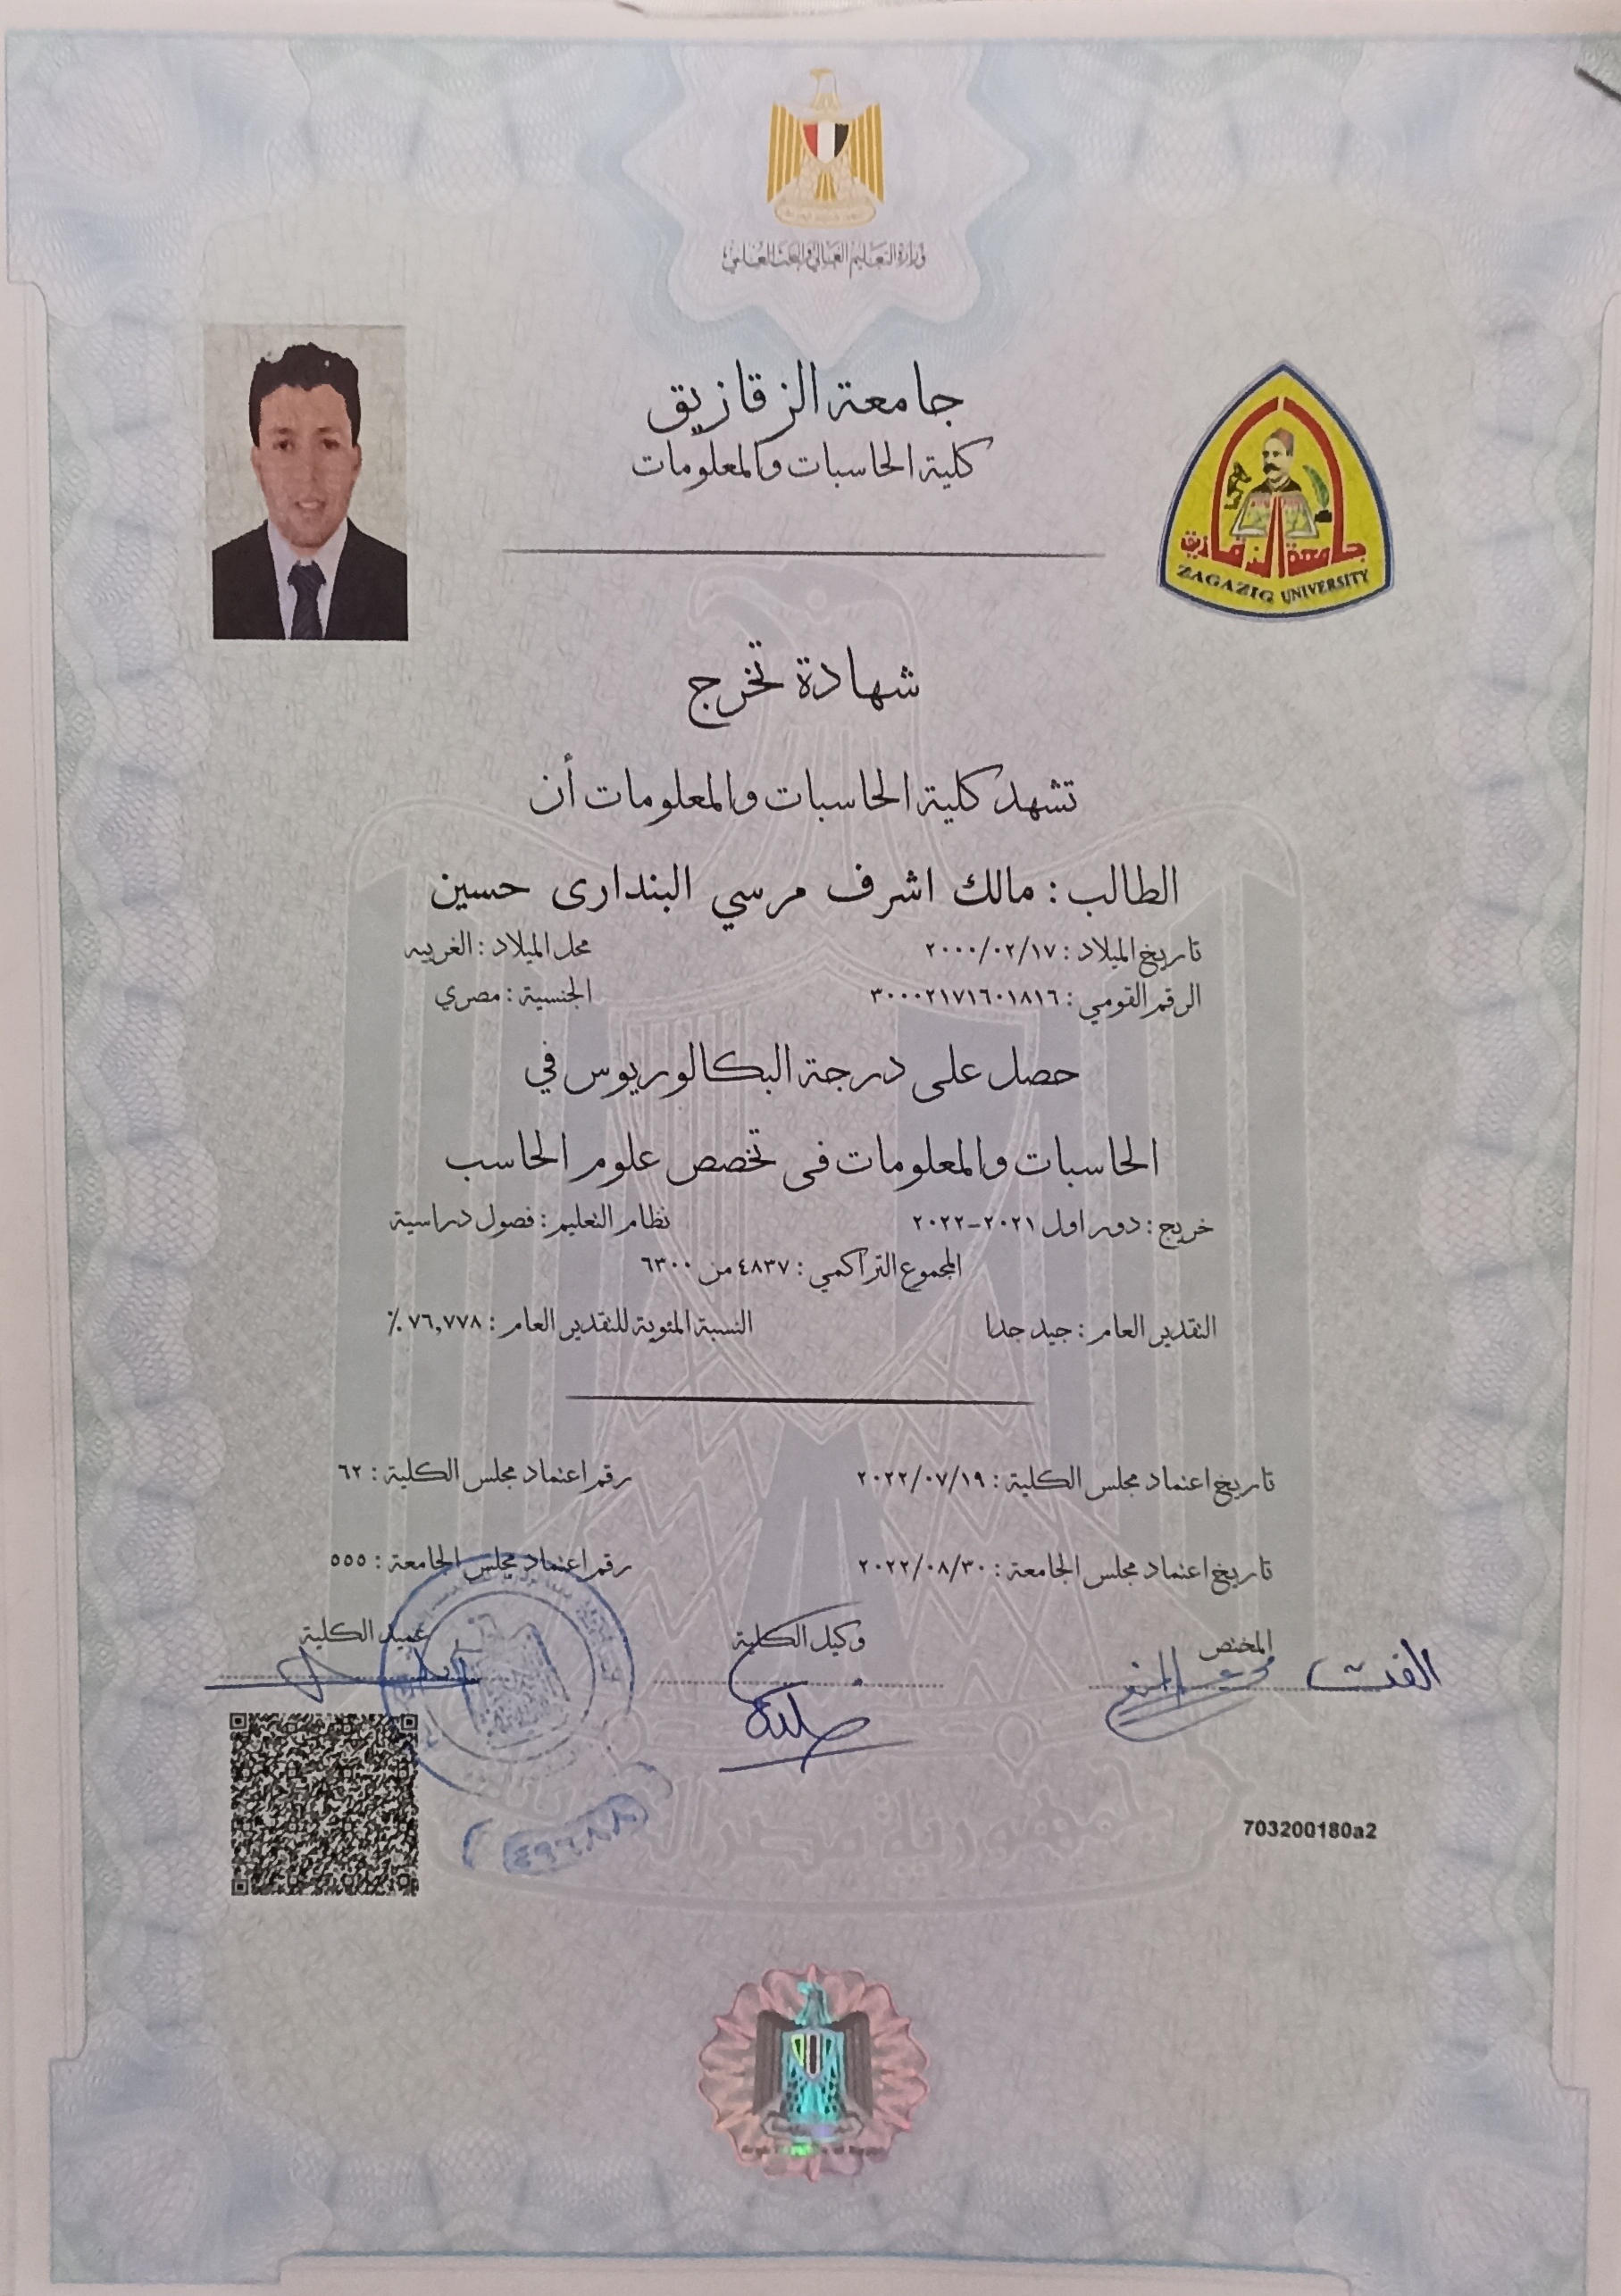 وزارة التعليم العالي والبحث العلمي
جامعة الزقازيق
كلية الحاسبات والمعلومات
جامعة الزقازيق
ZAGAZIG UNIVERSITY
شهادة تخرج
تشهد كلية الحاسبات والمعلومات أن
الطالب : مالك اشرف مرسي البندارى حسين
تاريخ الميلاد : ٢٠٠٠/٠٢/١٧ محل الميلاد : الغربيه
الرقم القومي : ٣٠٠٠٢١٧١٦٠١٨١٦ الجنسية : مصري
حصل على درجة البكالوريوس في
الحاسبات والمعلومات فى تخصص علوم الحاسب
خريج : دور اول ٢٠٢١-٢٠٢٢ نظام التعليم : فصول دراسية
المجموع التراكمي : ٤٨٣٧ من ٦٣٠٠
التقدير العام : جيد جدا النسبة المئوية للتقدير العام : ٧٦,٧٧٨ ٪
تاريخ اعتماد مجلس الكلية : ٢٠٢٢/٠٧/١٩ رقم اعتماد مجلس الكلية : ٦٢
تاريخ اعتماد مجلس الجامعة : ٢٠٢٢/٠٨/٣٠ رقم اعتماد مجلس الجامعة : ٥٥٥
المختص وكيل الكلية عميد الكلية
703200180a2